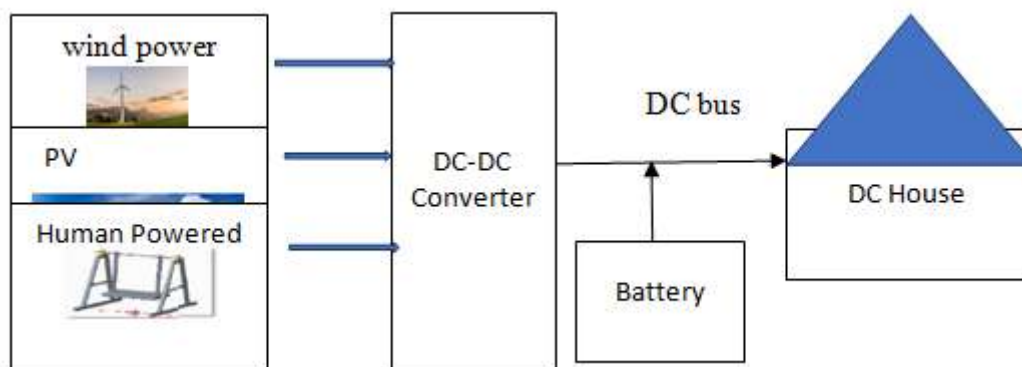 wind power
PV
Human Powered
DC-DC
Converter
DC bus
Battery
DC House